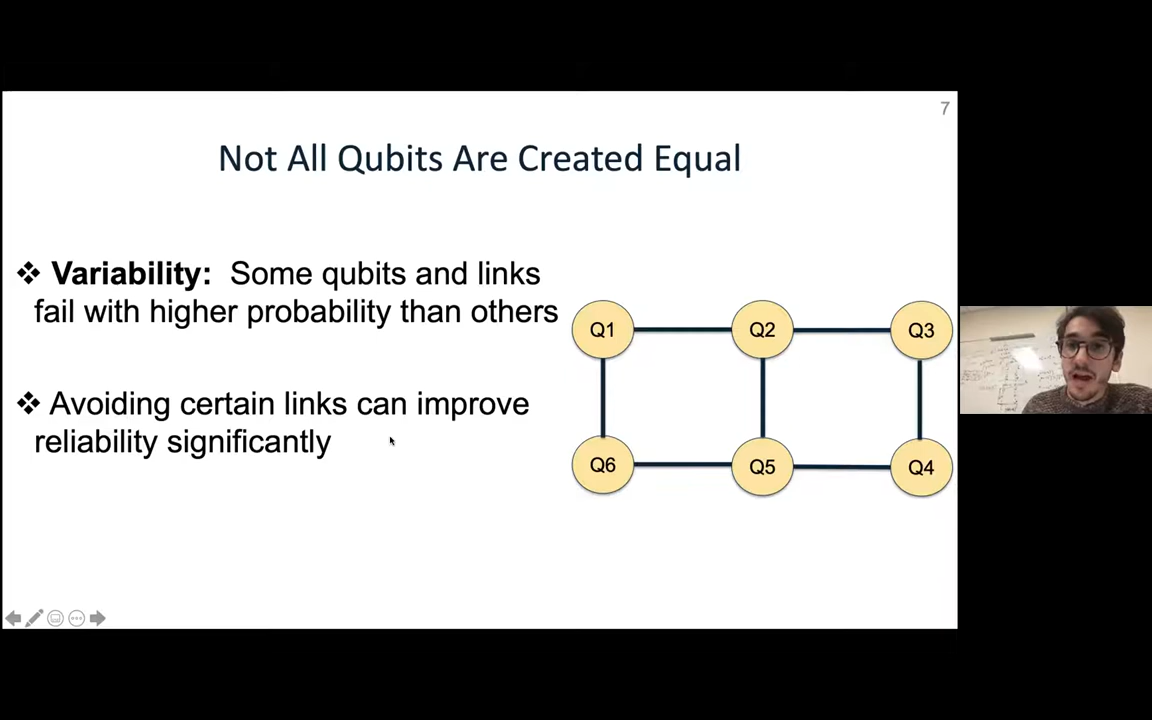 7
Not All Qubits Are Created Equal
❖ Variability: Some qubits and links
fail with higher probability than others
❖ Avoiding certain links can improve
reliability significantly
Q1 Q2 Q3
Q6 Q5 Q4